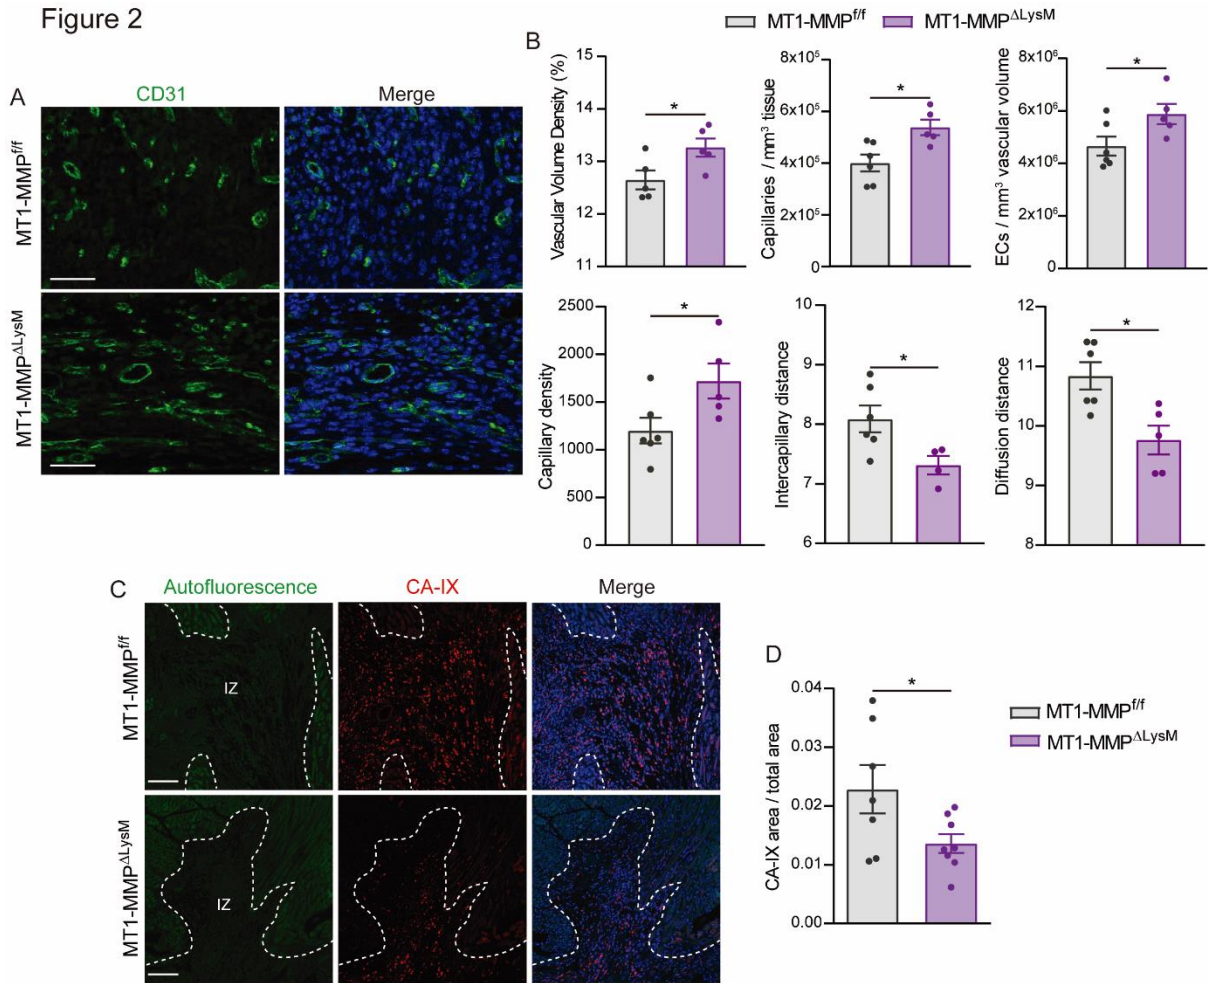 Figure 2
MT1-MMP^f/f
MT1-MMP^ΔLysM
A
CD31
Merge
MT1-MMP^f/f
MT1-MMP^ΔLysM
B
Vascular Volume Density (%)
15
14
13
12
11
*
Capillaries / mm³ tissue
8x10⁵
6x10⁵
4x10⁵
2x10⁵
0
*
ECs / mm³ vascular volume
8x10⁶
6x10⁶
4x10⁶
2x10⁶
0
*
Capillary density
2500
2000
1500
1000
500
0
*
Intercapillary distance
10
9
8
7
6
*
Diffusion distance
12
11
10
9
8
*
C
Autofluorescence
CA-IX
Merge
MT1-MMP^f/f
IZ
MT1-MMP^ΔLysM
IZ
D
CA-IX area / total area
0.04
0.03
0.02
0.01
0.00
*
MT1-MMP^f/f
MT1-MMP^ΔLysM